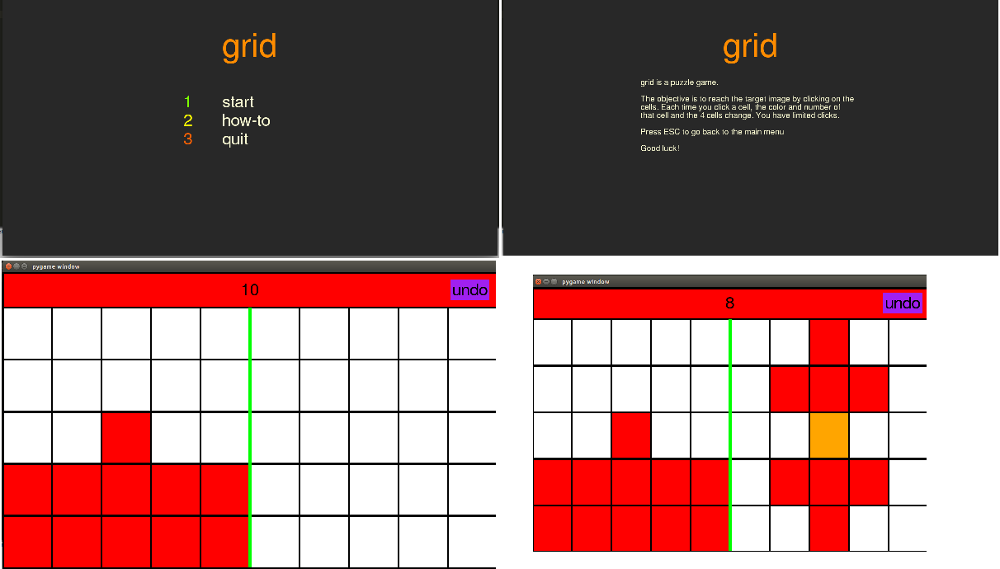 grid
1 start
2 how-to
3 quit
grid
grid is a puzzle game.
The objective is to reach the target image by clicking on the
cells. Each time you click a cell, the color and number of
that cell and the 4 cells change. You have limited clicks.
Press ESC to go back to the main menu
Good luck!
pygame window
10 undo
pygame window
8 undo